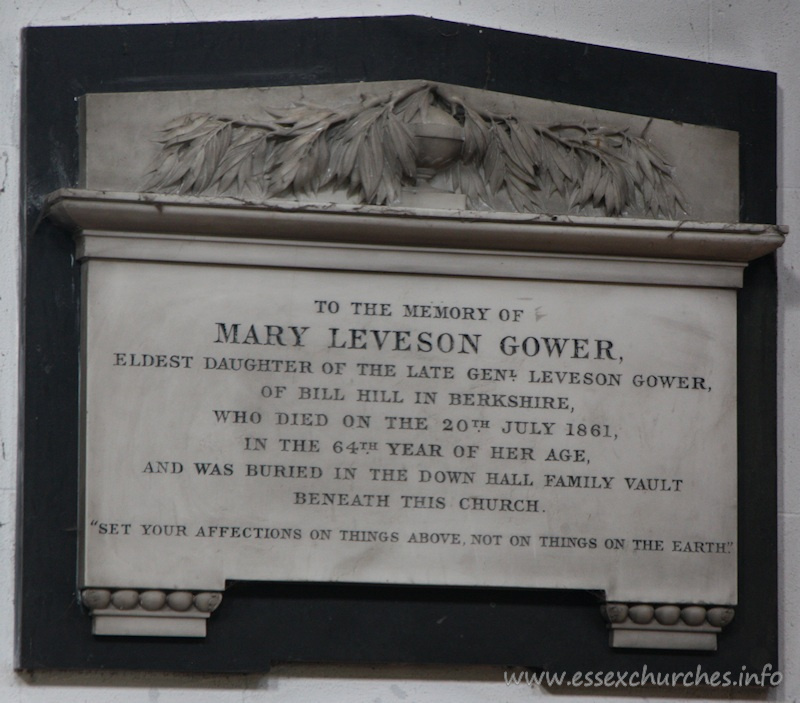 TO THE MEMORY OF
MARY LEVESON GOWER,
ELDEST DAUGHTER OF THE LATE GENL LEVESON GOWER,
OF BILL HILL IN BERKSHIRE,
WHO DIED ON THE 20TH JULY 1861,
IN THE 64TH YEAR OF HER AGE,
AND WAS BURIED IN THE DOWN HALL FAMILY VAULT
BENEATH THIS CHURCH.
"SET YOUR AFFECTIONS ON THINGS ABOVE, NOT ON THINGS ON THE EARTH."
www.essexchurches.info